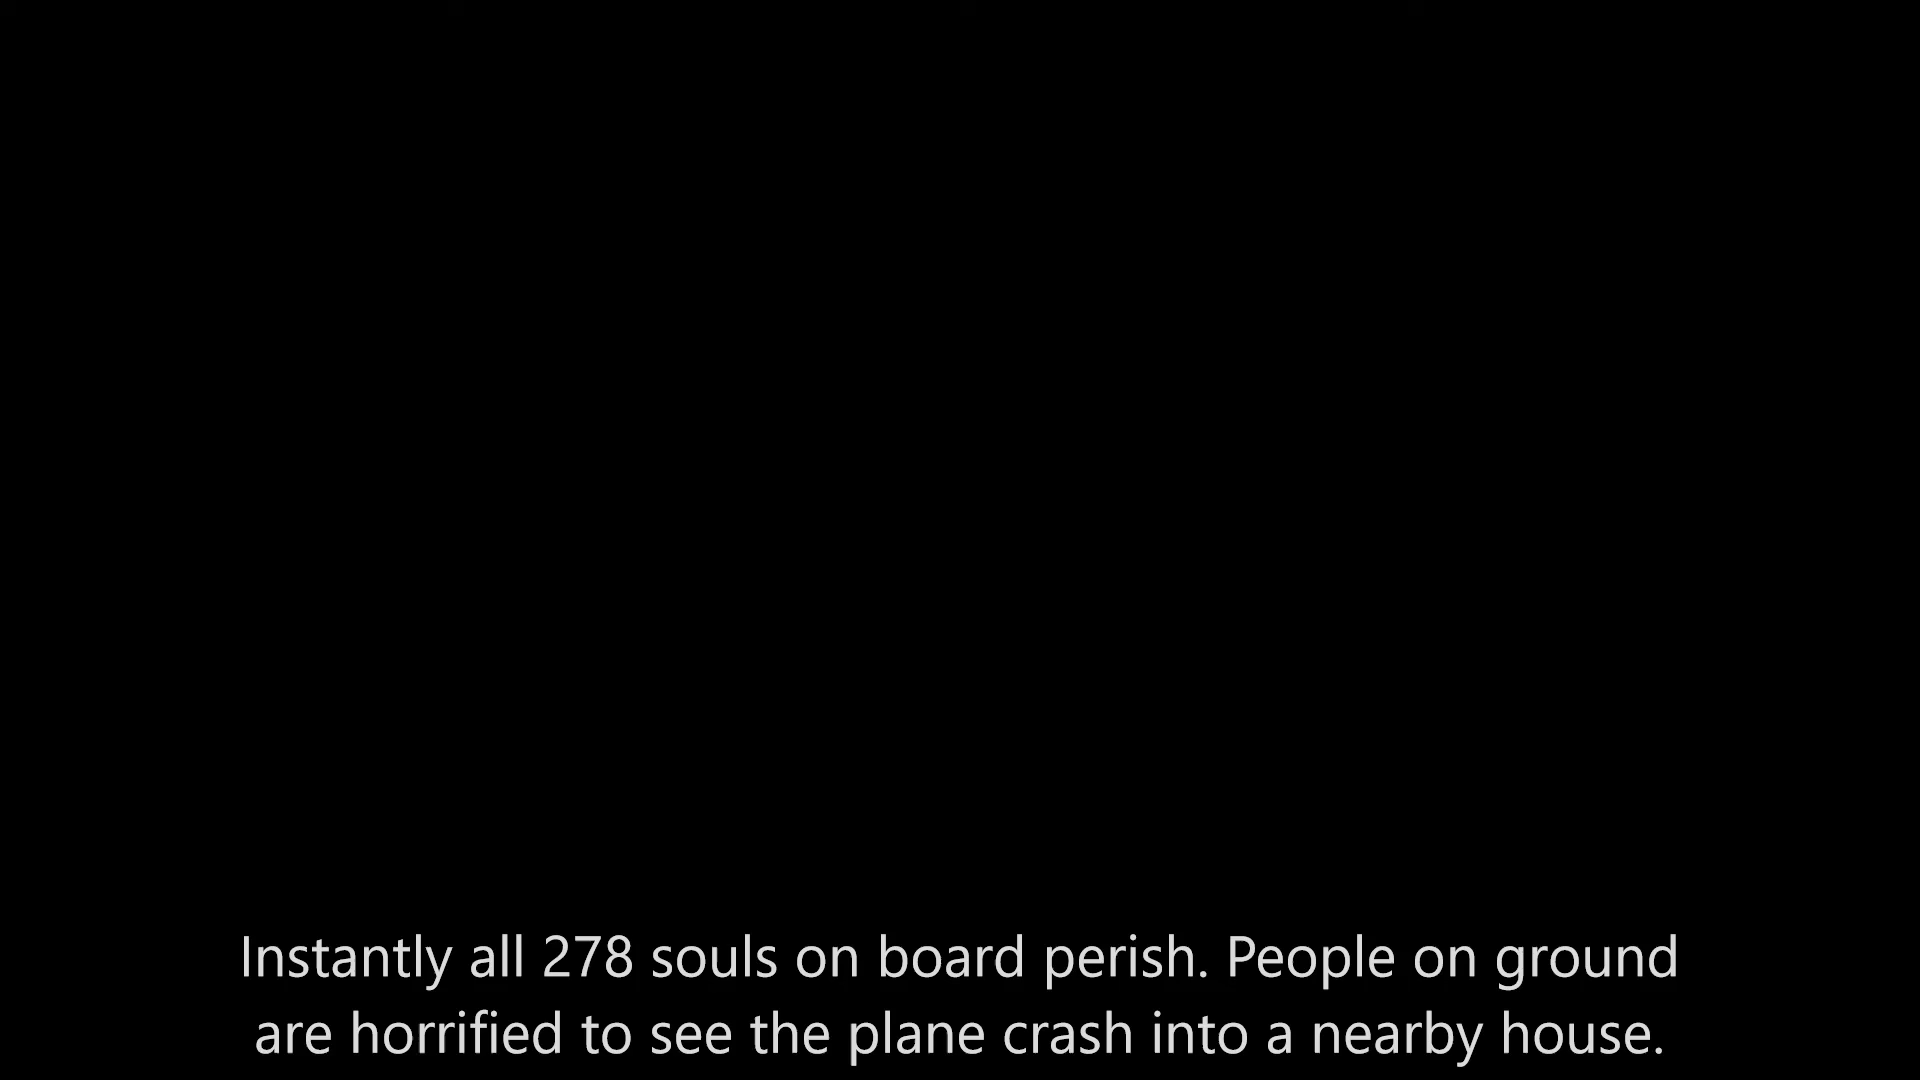 Instantly all 278 souls on board perish. People on ground
are horrified to see the plane crash into a nearby house.